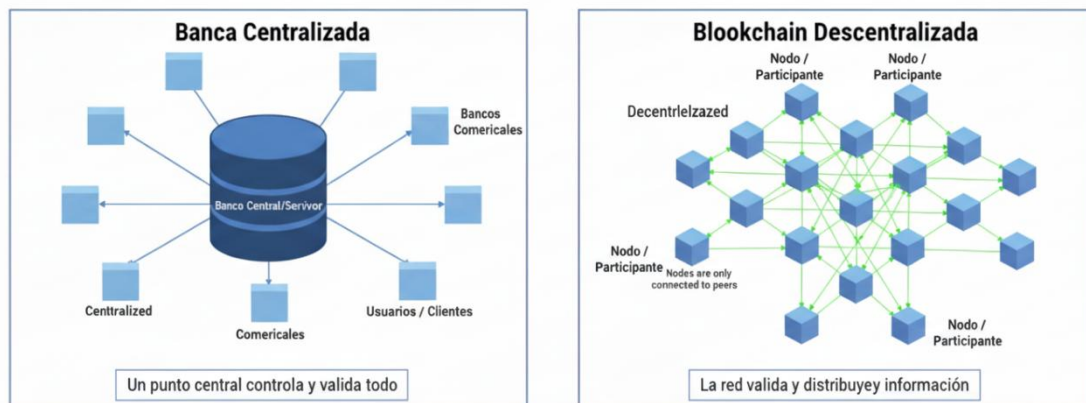 Banca Centralizada
Bancos
Comericales
Banco Central/Servivor
Centtralized
Comericales
Usuarios / Clientes
Un punto central controla y valida todo
Blookchain Descentralizada
Nodo /
Participante
Nodo /
Participante
Decentrlelzazed
Nodo /
Participante
Nodes are only
connected to peers
Nodo /
Participante
La red valida y distribuyey información